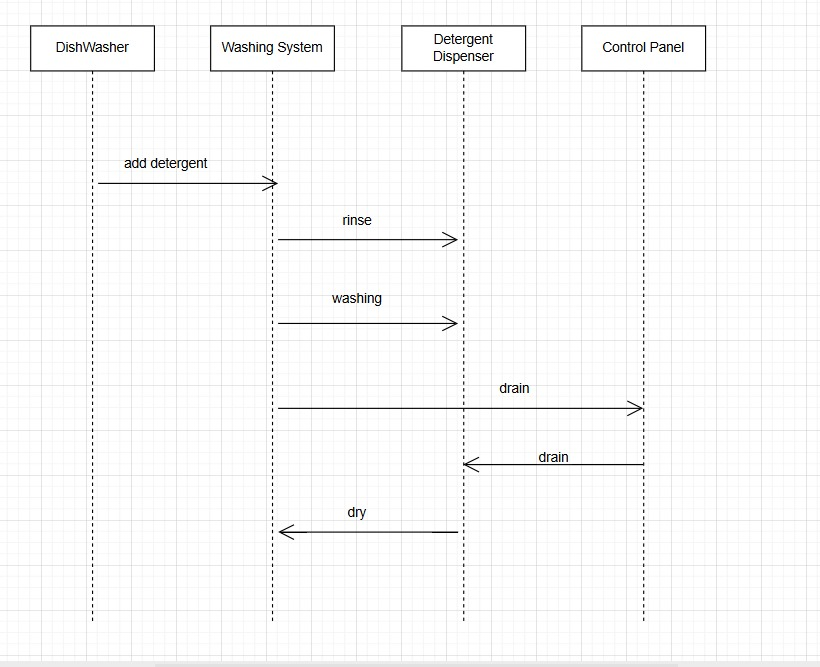 DishWasher
Washing System
Detergent
Dispenser
Control Panel
add detergent
rinse
washing
drain
drain
dry